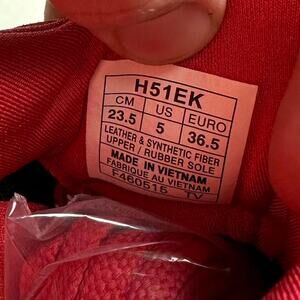 H51EK
CM US EURO
23.5 5 36.5
LEATHER & SYNTHETIC FIBER
UPPER / RUBBER SOLE
MADE IN VIETNAM
FABRIQUE AU VIETNAM
F460515 TV